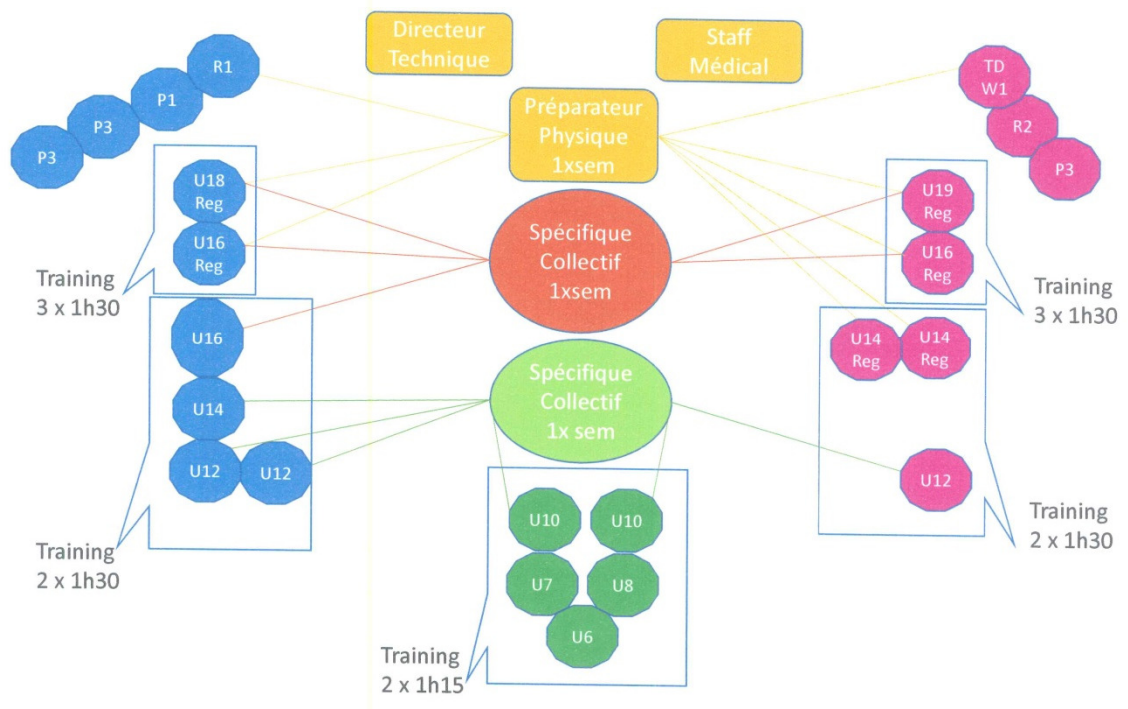 Directeur
Technique
Staff
Médical
Préparateur
Physique
1xsem
R1
P1
P3
P3
TD
W1
R2
P3
U18
Reg
U16
Reg
Training
3 x 1h30
Spécifique
Collectif
1xsem
U19
Reg
U16
Reg
Training
3 x 1h30
U16
U14
U12
U12
Training
2 x 1h30
Spécifique
Collectif
1x sem
U14
Reg
U14
Reg
U12
Training
2 x 1h30
U10
U10
U7
U8
U6
Training
2 x 1h15